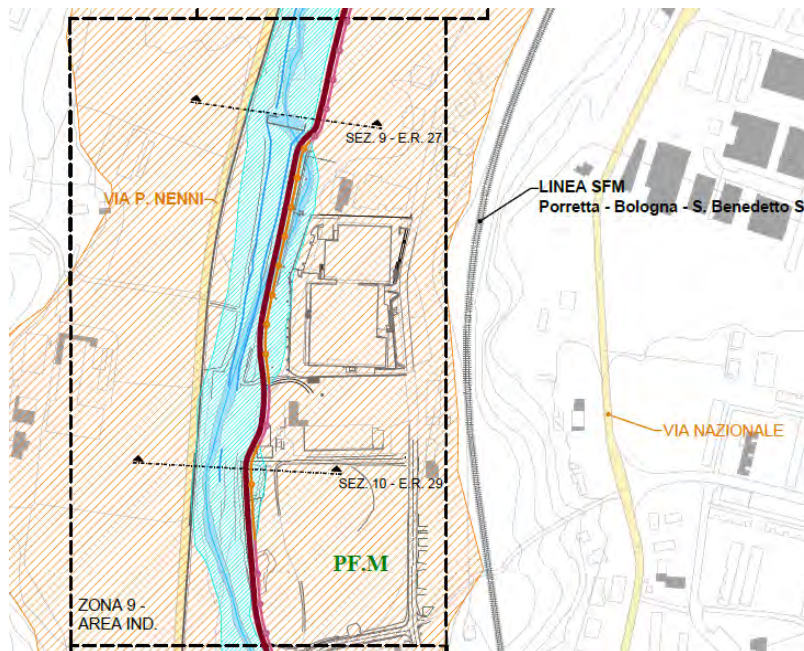 SEZ. 9 - E.R. 27
VIA P. NENNI
LINEA SFM
Porretta - Bologna - S. Benedetto S
VIA NAZIONALE
SEZ. 10 - E.R. 29
PF.M
ZONA 9 -
AREA IND.